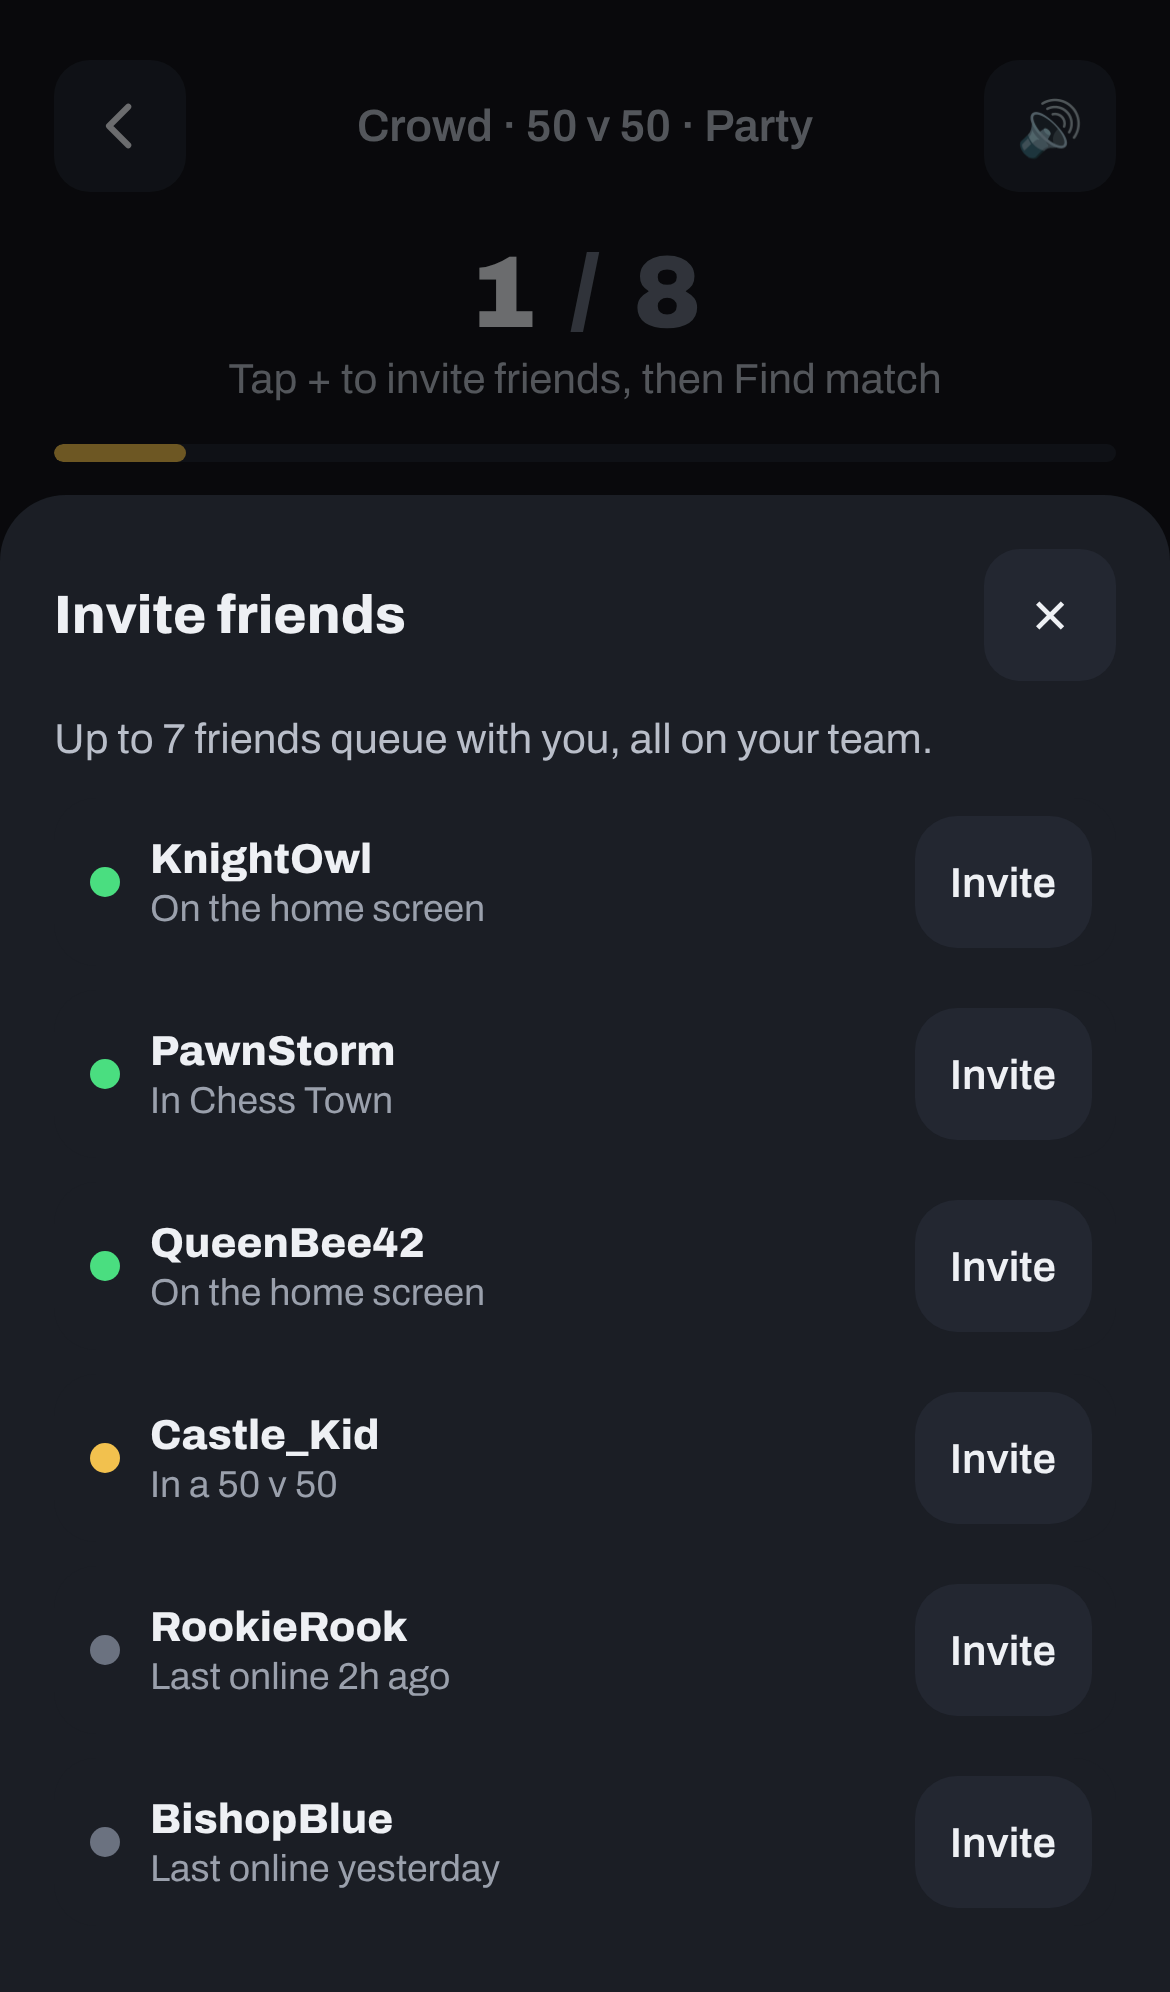 Crowd · 50 v 50 · Party
1 / 8
Tap + to invite friends, then Find match
Invite friends
Up to 7 friends queue with you, all on your team.
KnightOwl
On the home screen
Invite
PawnStorm
In Chess Town
Invite
QueenBee42
On the home screen
Invite
Castle_Kid
In a 50 v 50
Invite
RookieRook
Last online 2h ago
Invite
BishopBlue
Last online yesterday
Invite